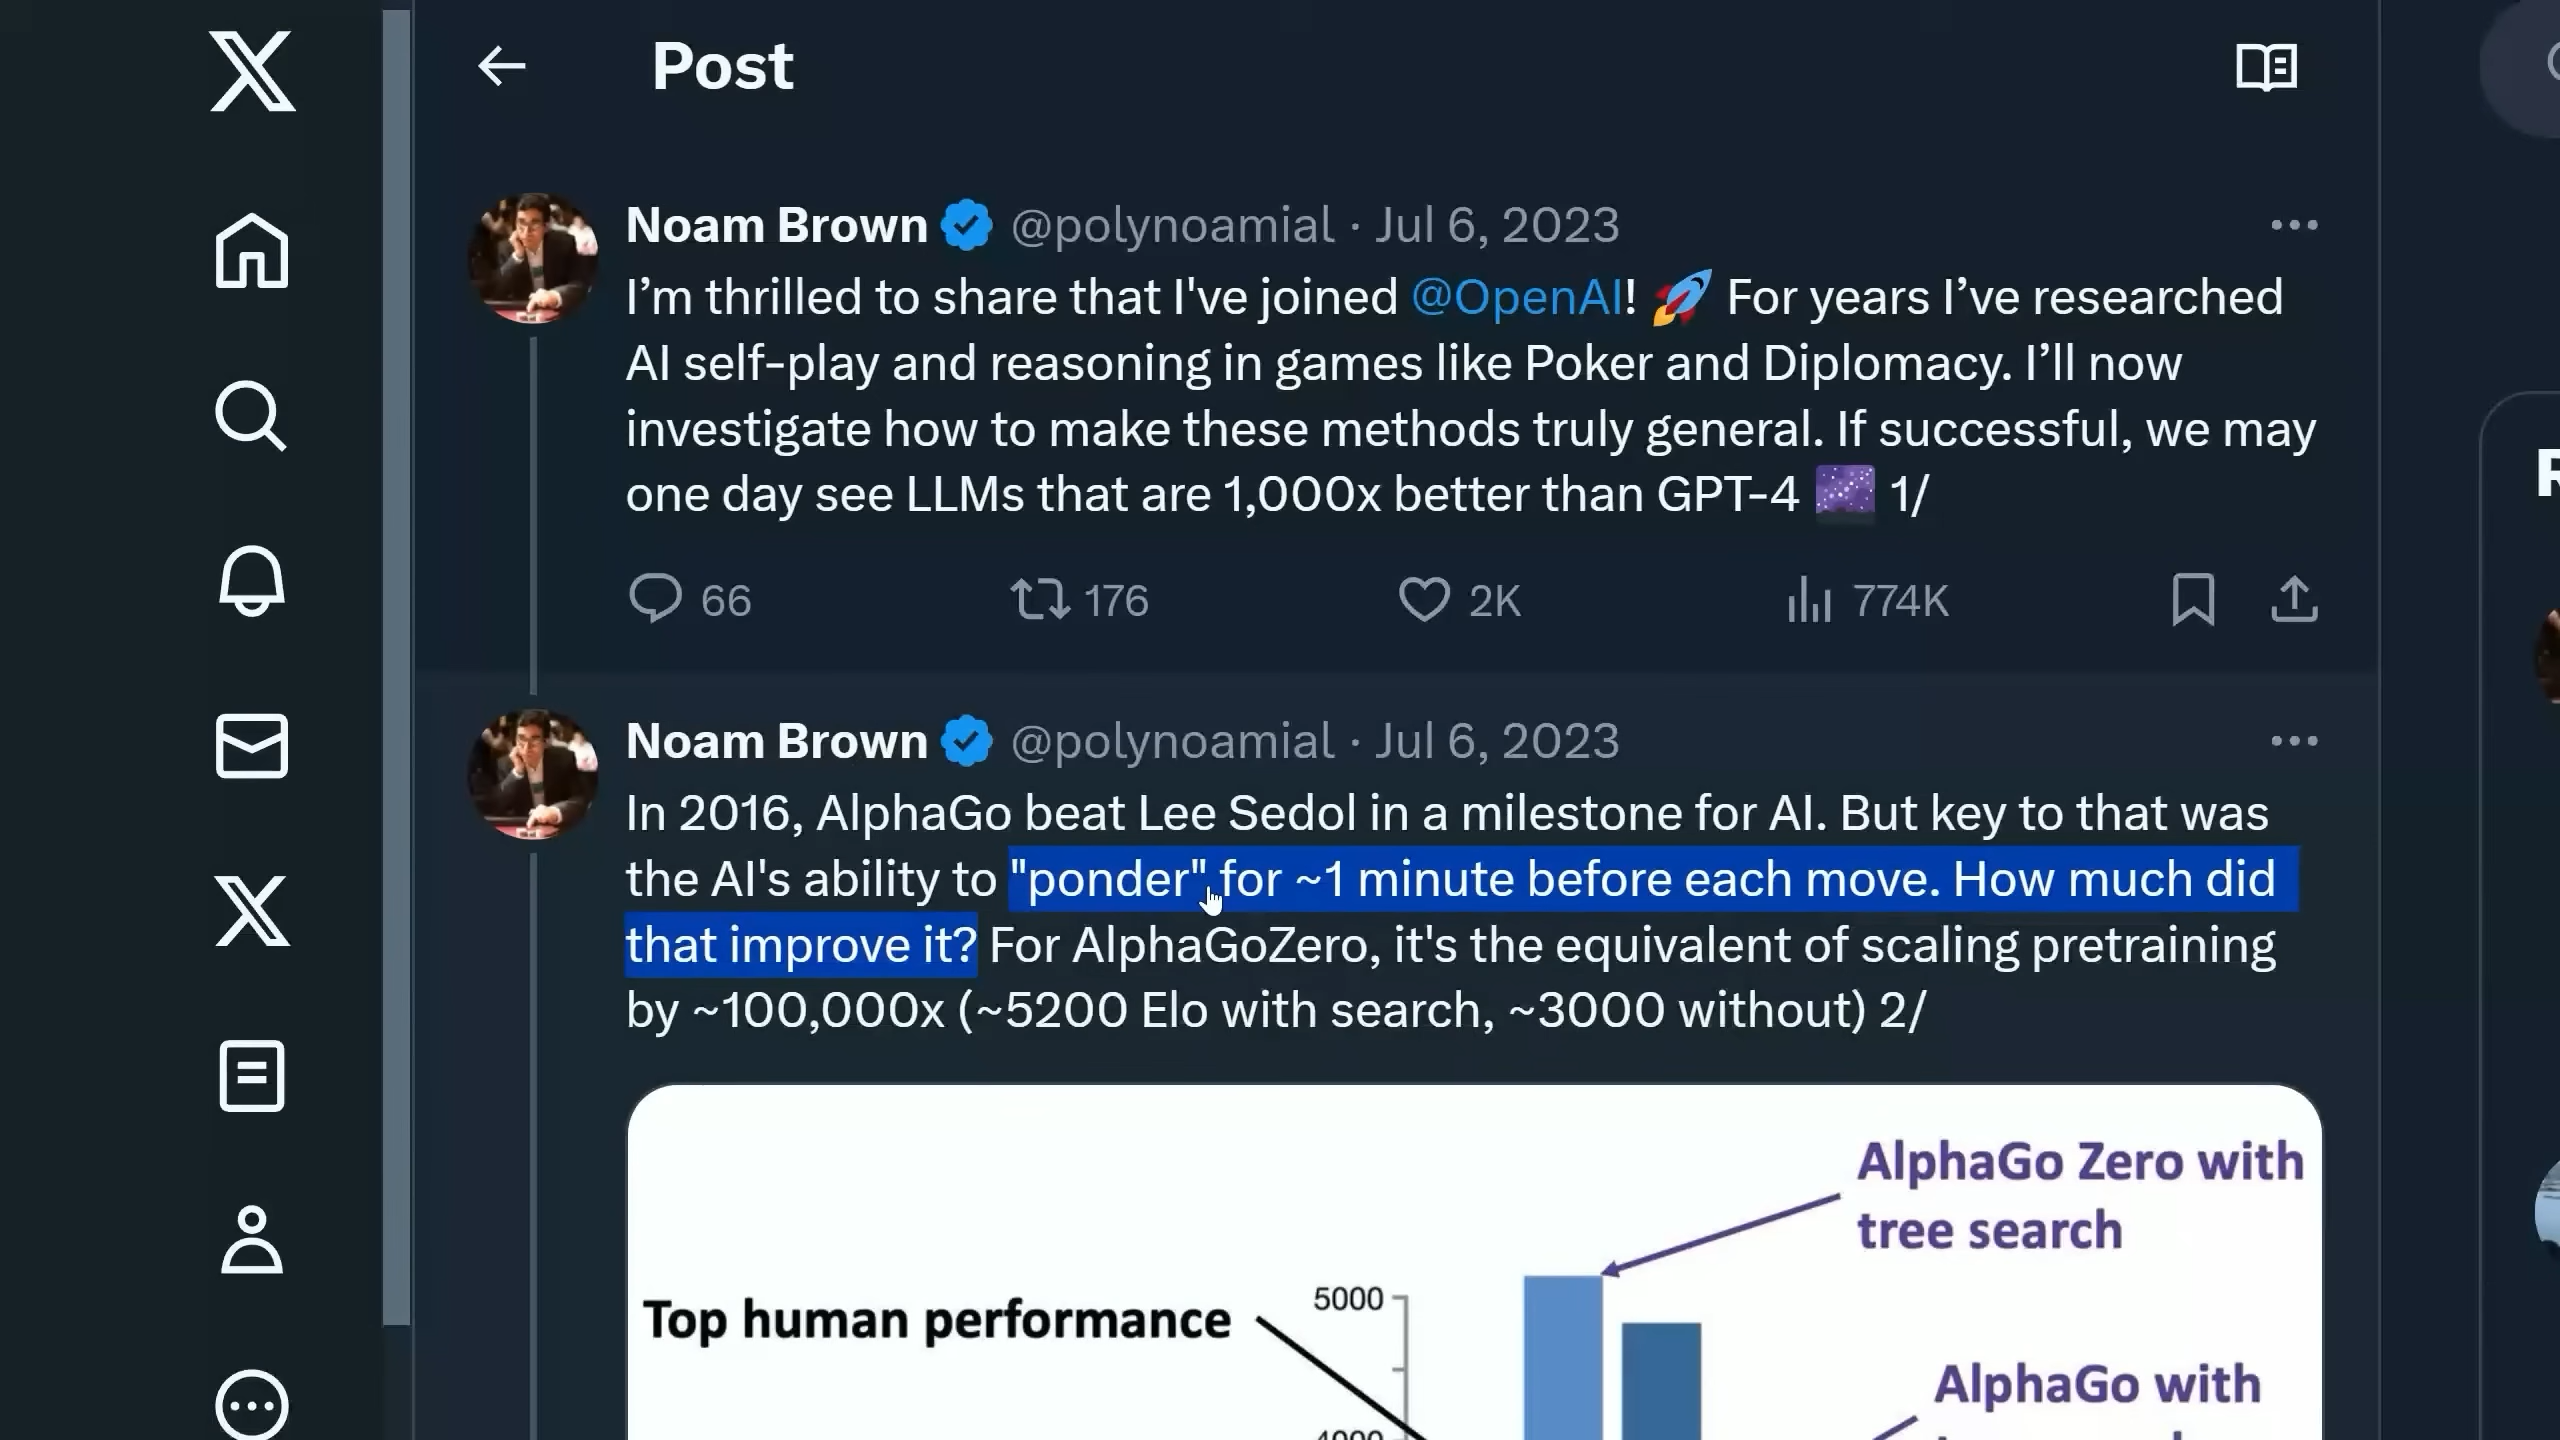 Post
Noam Brown @polynoamial · Jul 6, 2023
I’m thrilled to share that I've joined @OpenAI! 🚀 For years I’ve researched
AI self-play and reasoning in games like Poker and Diplomacy. I’ll now
investigate how to make these methods truly general. If successful, we may
one day see LLMs that are 1,000x better than GPT-4 🌌 1/
66 176 2K 774K
Noam Brown @polynoamial · Jul 6, 2023
In 2016, AlphaGo beat Lee Sedol in a milestone for AI. But key to that was
the AI's ability to "ponder" for ~1 minute before each move. How much did
that improve it? For AlphaGoZero, it's the equivalent of scaling pretraining
by ~100,000x (~5200 Elo with search, ~3000 without) 2/
AlphaGo Zero with
tree search
Top human performance
5000
AlphaGo with